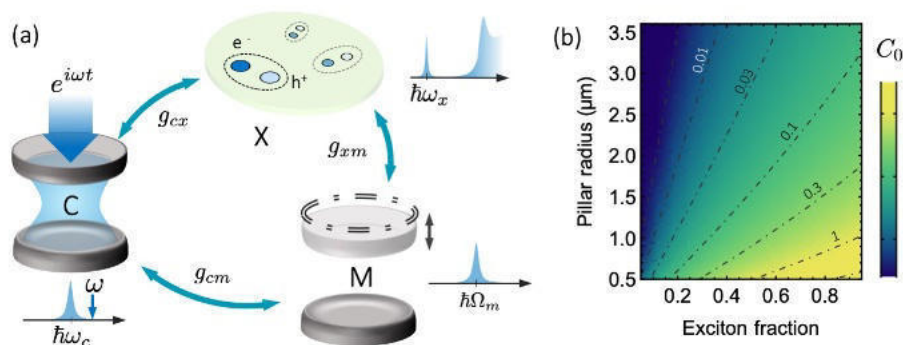 (a)
e⁻
h⁺
e^{iωt}
g_{cx}
X
ħω_x
g_{xm}
C
ω
ħω_c
g_{cm}
M
ħΩ_m
(b)
C_0
Pillar radius (μm)
3.5
3.0
2.5
2.0
1.5
1.0
0.5
0.01
0.03
0.1
0.3
1
0.2 0.4 0.6 0.8
Exciton fraction